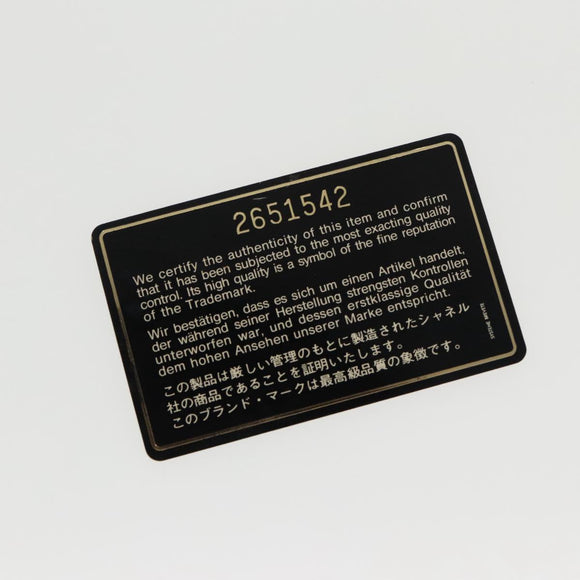 2651542
We certify the authenticity of this item and confirm
that it has been subjected to the most exacting quality
control. Its high quality is a symbol of the fine reputation
of the Trademark.
Wir bestätigen, dass es sich um einen Artikel handelt,
der während seiner Herstellung strengsten Kontrollen
unterworfen war, und dessen erstklassige Qualität
dem hohen Ansehen unserer Marke entspricht.
この製品は厳しい管理のもとに製造されたシャネル
社の商品であることを証明いたします。
このブランド・マークは最高級品質の象徴です。